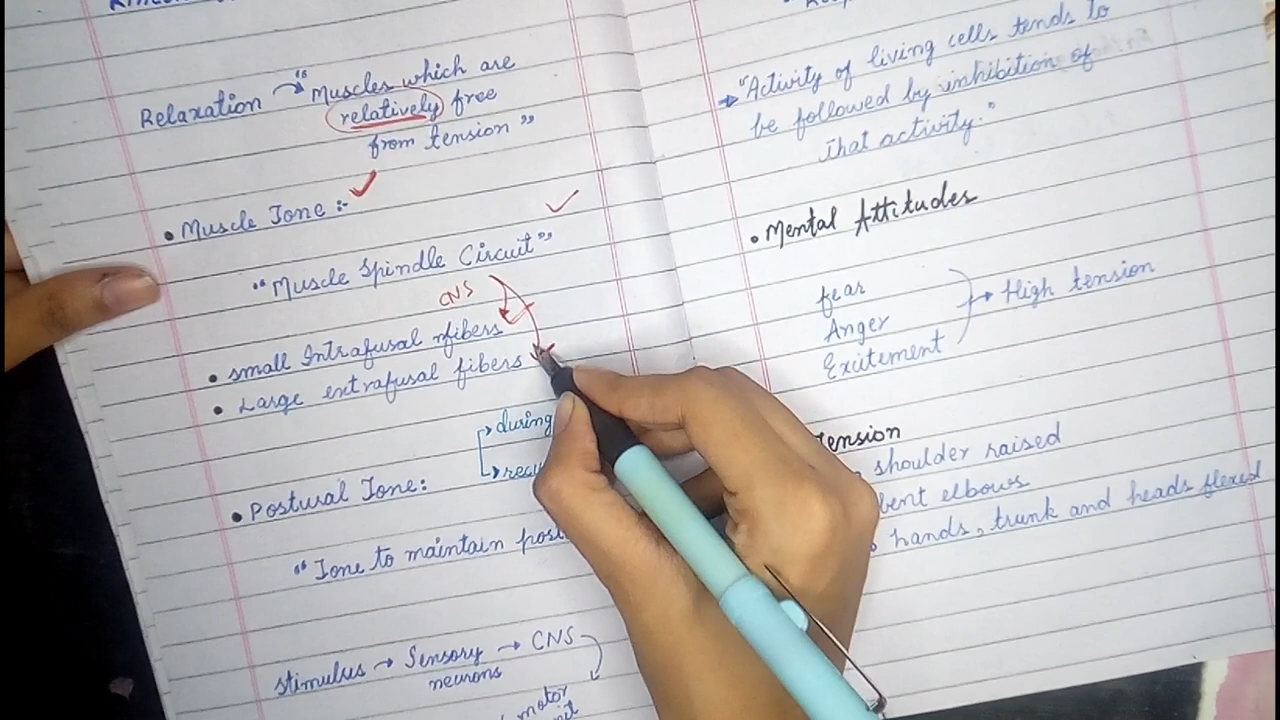 Relaxation → "Muscles which are
relatively free
from tension"
• Muscle Tone :-
"Muscle Spindle Circuit"
CNS
• small Intrafusal nfibers
• Large extrafusal fibers
during
• Postural Tone:
"Tone to maintain
stimulus → Sensory → CNS
neurons
motor
→ "Activity of living cells tends to
be followed by inhibition of
that activity."
• Mental Attitudes
fear
Anger → High tension
Excitement
tension
shoulder raised
bent elbows
hands, trunk and heads flexed